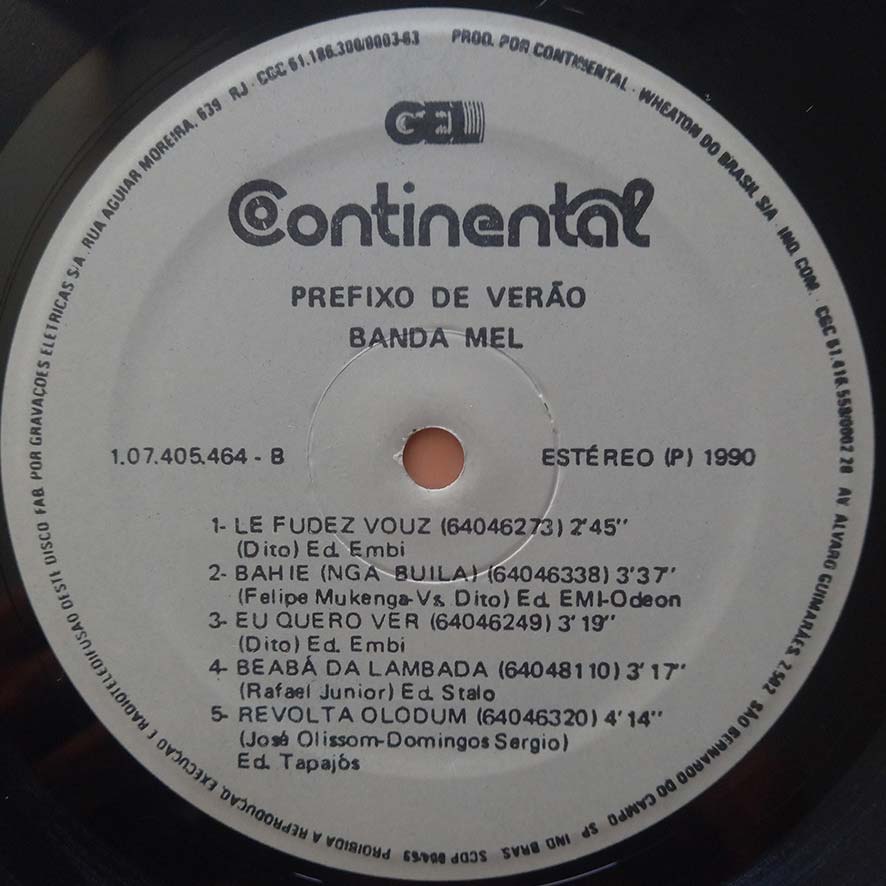 GEL
Continental
PREFIXO DE VERÃO
BANDA MEL
1.07.405.464 - B
ESTÉREO (P) 1990
1- LE FUDEZ VOUZ (64046273) 2'45"
(Dito) Ed. Embi
2- BAHIE (NGA BUILA) (64046338) 3'37"
(Felipe Mukenga-Vs. Dito) Ed. EMI-Odeon
3- EU QUERO VER (64046249) 3'19"
(Dito) Ed. Embi
4- BEABÁ DA LAMBADA (64048110) 3'17"
(Rafael Junior) Ed. Stalo
5- REVOLTA OLODUM (64046320) 4'14"
(José Olissom-Domingos Sergio)
Ed. Tapajós
PROIBIDA A REPRODUÇÃO, EXECUÇÃO E RADIOTELEDIFUSÃO DESTE DISCO FAB. POR GRAVAÇÕES ELETRICAS S/A. RUA AGUIAR MOREIRA, 639 RJ - CGC 61.186.300/0003-63 PROD. POR CONTINENTAL - WHEATON DO BRASIL S/A - IND. COM. - CGC 61.416.558/0002 28 AV ALVARO GUIMARÃES, 2.502 SÃO BERNARDO DO CAMPO SP IND BRAS. SCDP